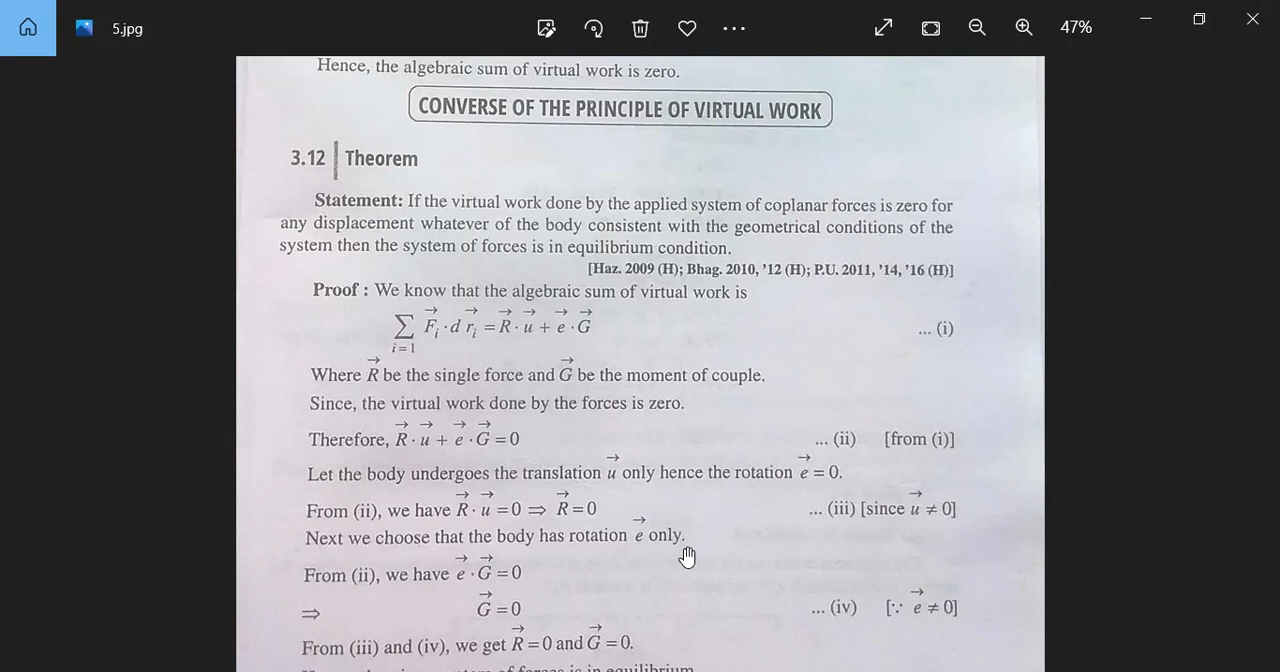 5.jpg
47%
Hence, the algebraic sum of virtual work is zero.
CONVERSE OF THE PRINCIPLE OF VIRTUAL WORK
3.12 Theorem
Statement: If the virtual work done by the applied system of coplanar forces is zero for
any displacement whatever of the body consistent with the geometrical conditions of the
system then the system of forces is in equilibrium condition.
[Haz. 2009 (H); Bhag. 2010, ’12 (H); P.U. 2011, ’14, ’16 (H)]
Proof : We know that the algebraic sum of virtual work is
∑_{i=1} F⃗ᵢ · d r⃗ᵢ = R⃗ · u⃗ + e⃗ · G⃗ ... (i)
Where R⃗ be the single force and G⃗ be the moment of couple.
Since, the virtual work done by the forces is zero.
Therefore, R⃗ · u⃗ + e⃗ · G⃗ = 0 ... (ii) [from (i)]
Let the body undergoes the translation u⃗ only hence the rotation e⃗ = 0.
From (ii), we have R⃗ · u⃗ = 0 ⇒ R⃗ = 0 ... (iii) [since u⃗ ≠ 0]
Next we choose that the body has rotation e⃗ only.
From (ii), we have e⃗ · G⃗ = 0
⇒ G⃗ = 0 ... (iv) [∵ e⃗ ≠ 0]
From (iii) and (iv), we get R⃗ = 0 and G⃗ = 0.
of forces is in equilibrium